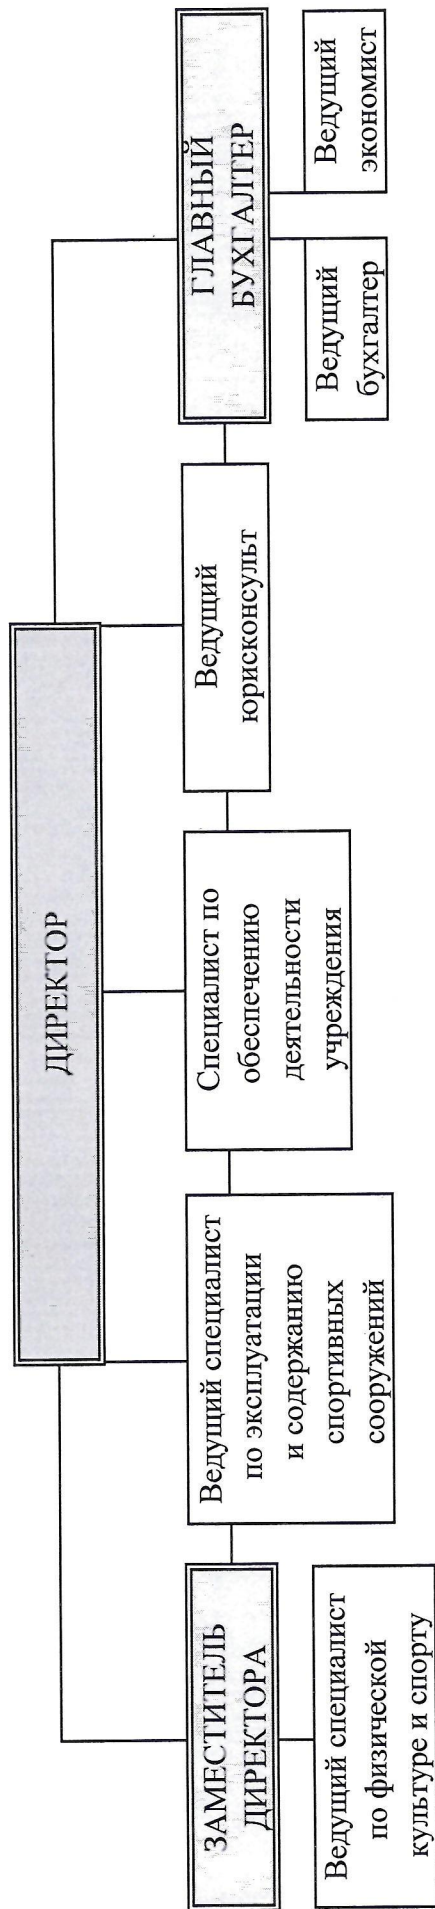 ДИРЕКТОР
ЗАМЕСТИТЕЛЬ
ДИРЕКТОРА
Ведущий специалист
по эксплуатации
и содержанию
спортивных
сооружений
Специалист по
обеспечению
деятельности
учреждения
Ведущий
юрисконсульт
ГЛАВНЫЙ
БУХГАЛТЕР
Ведущий специалист
по физической
культуре и спорту
Ведущий
бухгалтер
Ведущий
экономист